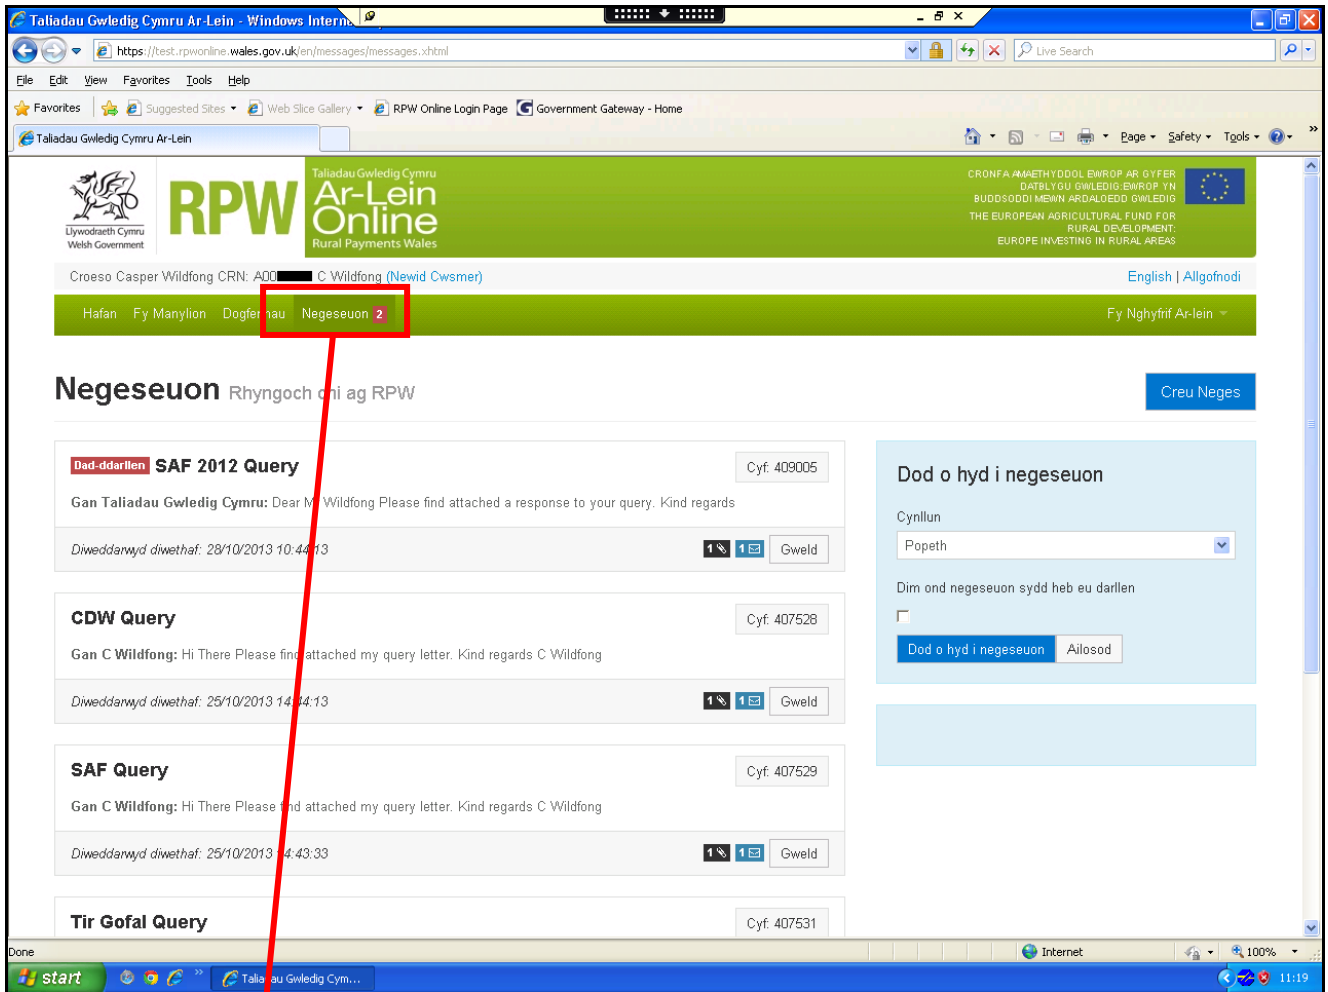 Taliadau Gwledig Cymru Ar-Lein - Windows Intern
https://test.rpwonline.wales.gov.uk/en/messages/messages.xhtml
Live Search
File Edit View Favorites Tools Help
Favorites Suggested Sites Web Slice Gallery RPW Online Login Page Government Gateway - Home
Taliadau Gwledig Cymru Ar-Lein
Page Safety Tools
Llywodraeth Cymru
Welsh Government
RPW
Taliadau Gwledig Cymru
Ar-Lein
Online
Rural Payments Wales
CRONFA AMAETHYDDOL EWROP AR GYFER
DATBLYGU GWLEDIG:EWROP YN
BUDDSODDI MEWN ARDALOEDD GWLEDIG
THE EUROPEAN AGRICULTURAL FUND FOR
RURAL DEVELOPMENT:
EUROPE INVESTING IN RURAL AREAS
Croeso Casper Wildfong CRN: A00 C Wildfong (Newid Cwsmer)
English | Allgofnodi
Hafan Fy Manylion Dogfennau Negeseuon 2
Fy Nghyfrif Ar-lein
Negeseuon Rhyngoch chi ag RPW
Creu Neges
Dad-ddarllen SAF 2012 Query
Cyf: 409005
Gan Taliadau Gwledig Cymru: Dear Mr Wildfong Please find attached a response to your query. Kind regards
Diweddarwyd diwethaf: 28/10/2013 10:44:13
1 1 Gweld
CDW Query
Cyf: 407528
Gan C Wildfong: Hi There Please find attached my query letter. Kind regards C Wildfong
Diweddarwyd diwethaf: 25/10/2013 14:44:13
1 1 Gweld
SAF Query
Cyf: 407529
Gan C Wildfong: Hi There Please find attached my query letter. Kind regards C Wildfong
Diweddarwyd diwethaf: 25/10/2013 14:43:33
1 1 Gweld
Tir Gofal Query
Cyf: 407531
Dod o hyd i negeseuon
Cynllun
Popeth
Dim ond negeseuon sydd heb eu darllen
Dod o hyd i negeseuon Ailosod
Done
Internet
100%
start
Taliadau Gwledig Cym...
11:19